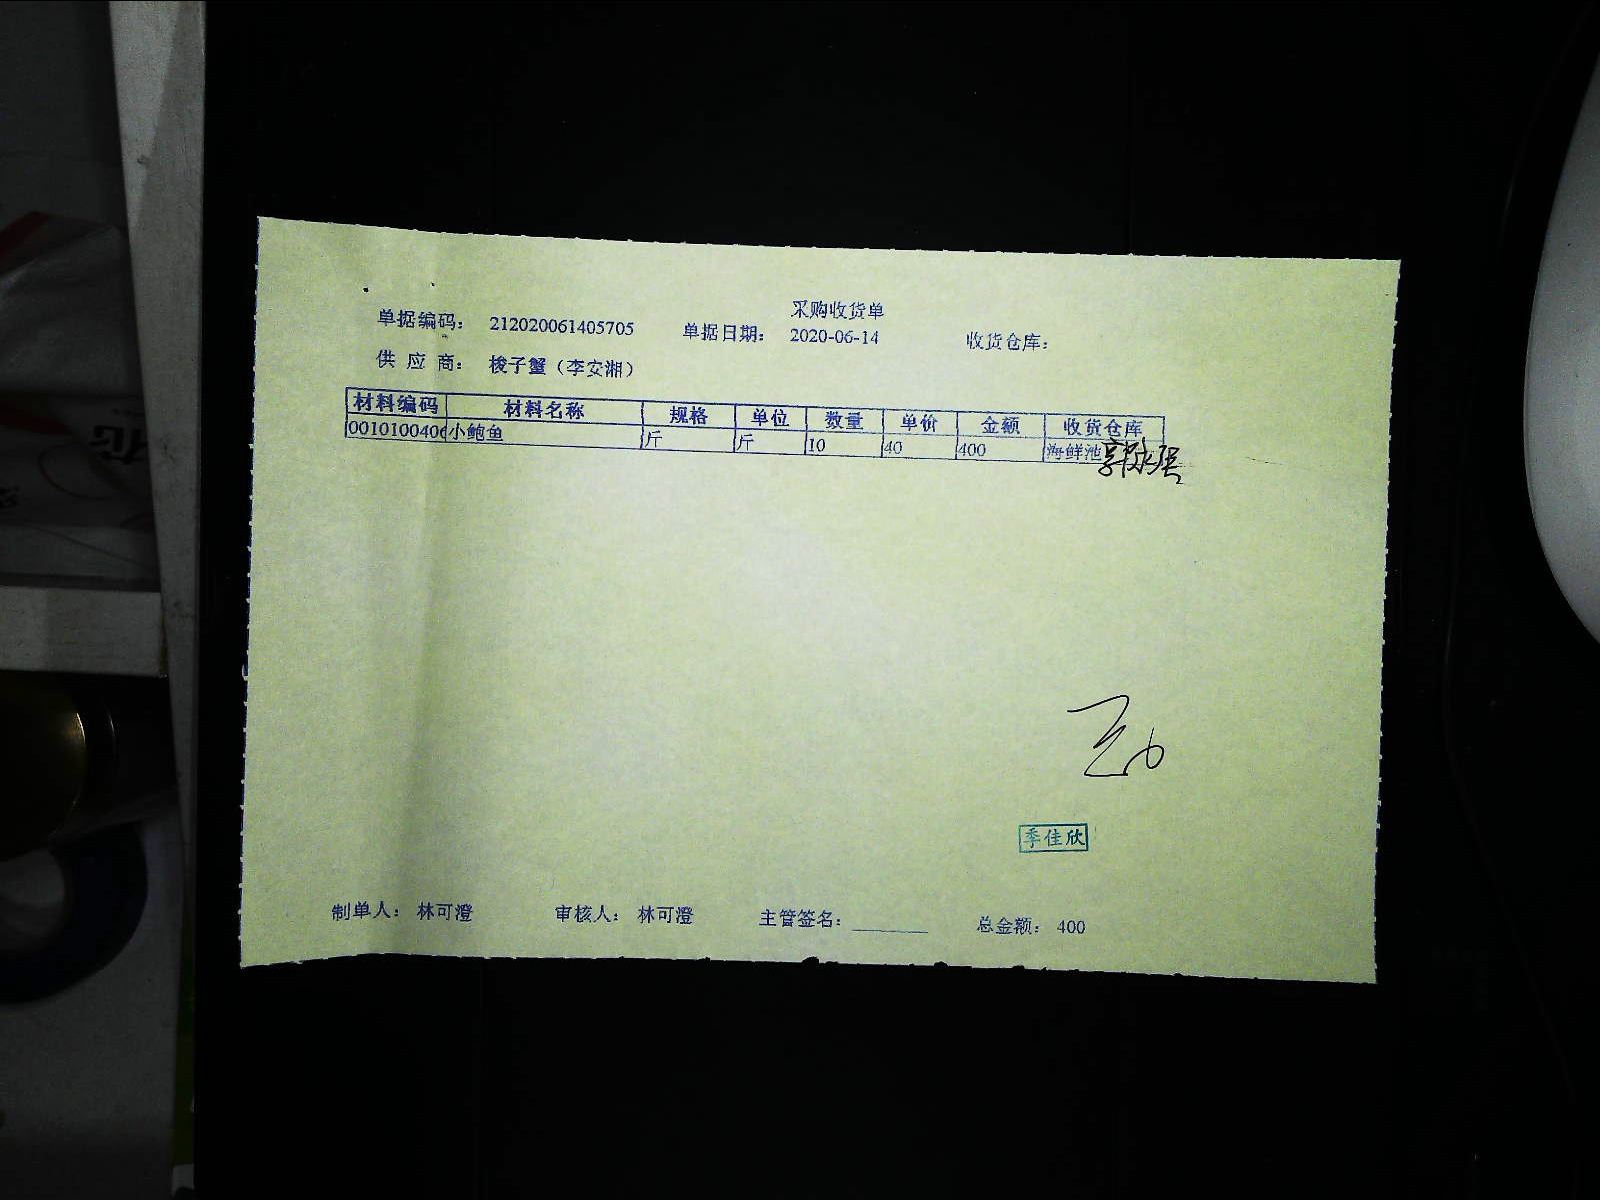 采购收货单
单据编码： 212020061405705 单据日期： 2020-06-14 收货仓库：
供 应 商： 梭子蟹（李安湘）
材料编码 材料名称 规格 单位 数量 单价 金额 收货仓库
0010100406 小鲍鱼 斤 斤 10 40 400 海鲜池
季佳欣
制单人： 林可澄 审核人： 林可澄 主管签名： 总金额： 400